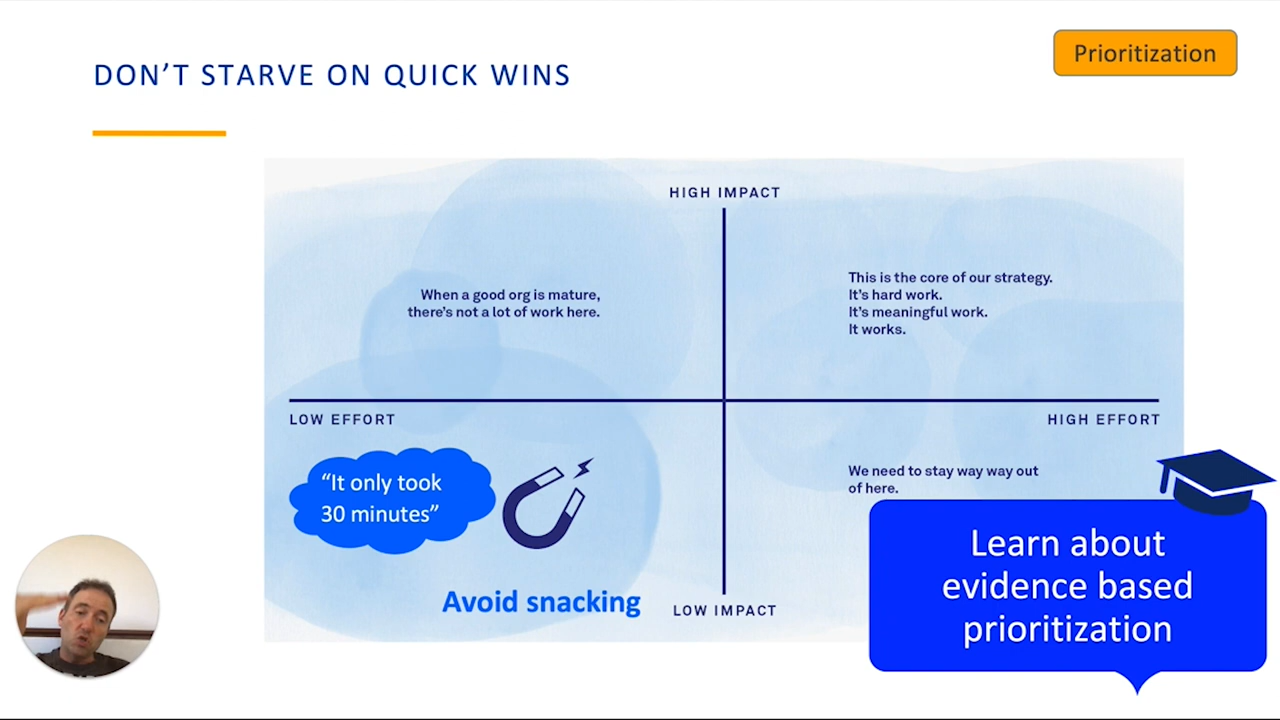 DON'T STARVE ON QUICK WINS
Prioritization
HIGH IMPACT
When a good org is mature,
there's not a lot of work here.
This is the core of our strategy.
It's hard work.
It's meaningful work.
It works.
LOW EFFORT
HIGH EFFORT
“It only took
30 minutes”
We need to stay way way out
of here.
Avoid snacking
LOW IMPACT
Learn about
evidence based
prioritization